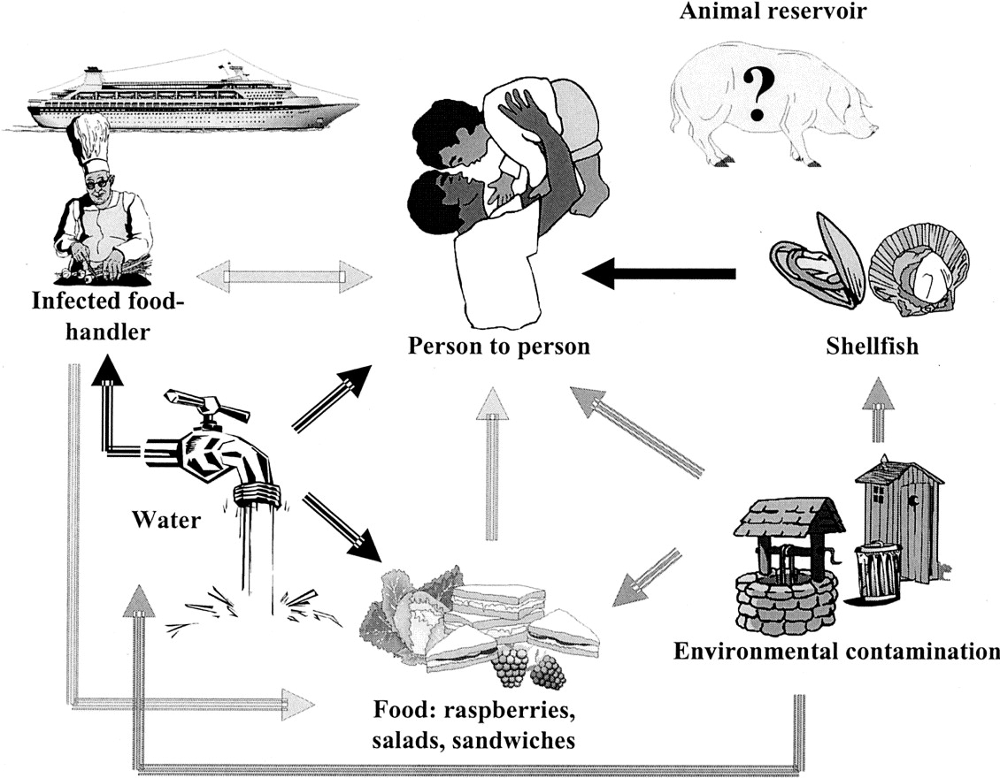 Animal reservoir
?
Infected food-
handler
Person to person
Shellfish
Water
Environmental contamination
Food: raspberries,
salads, sandwiches